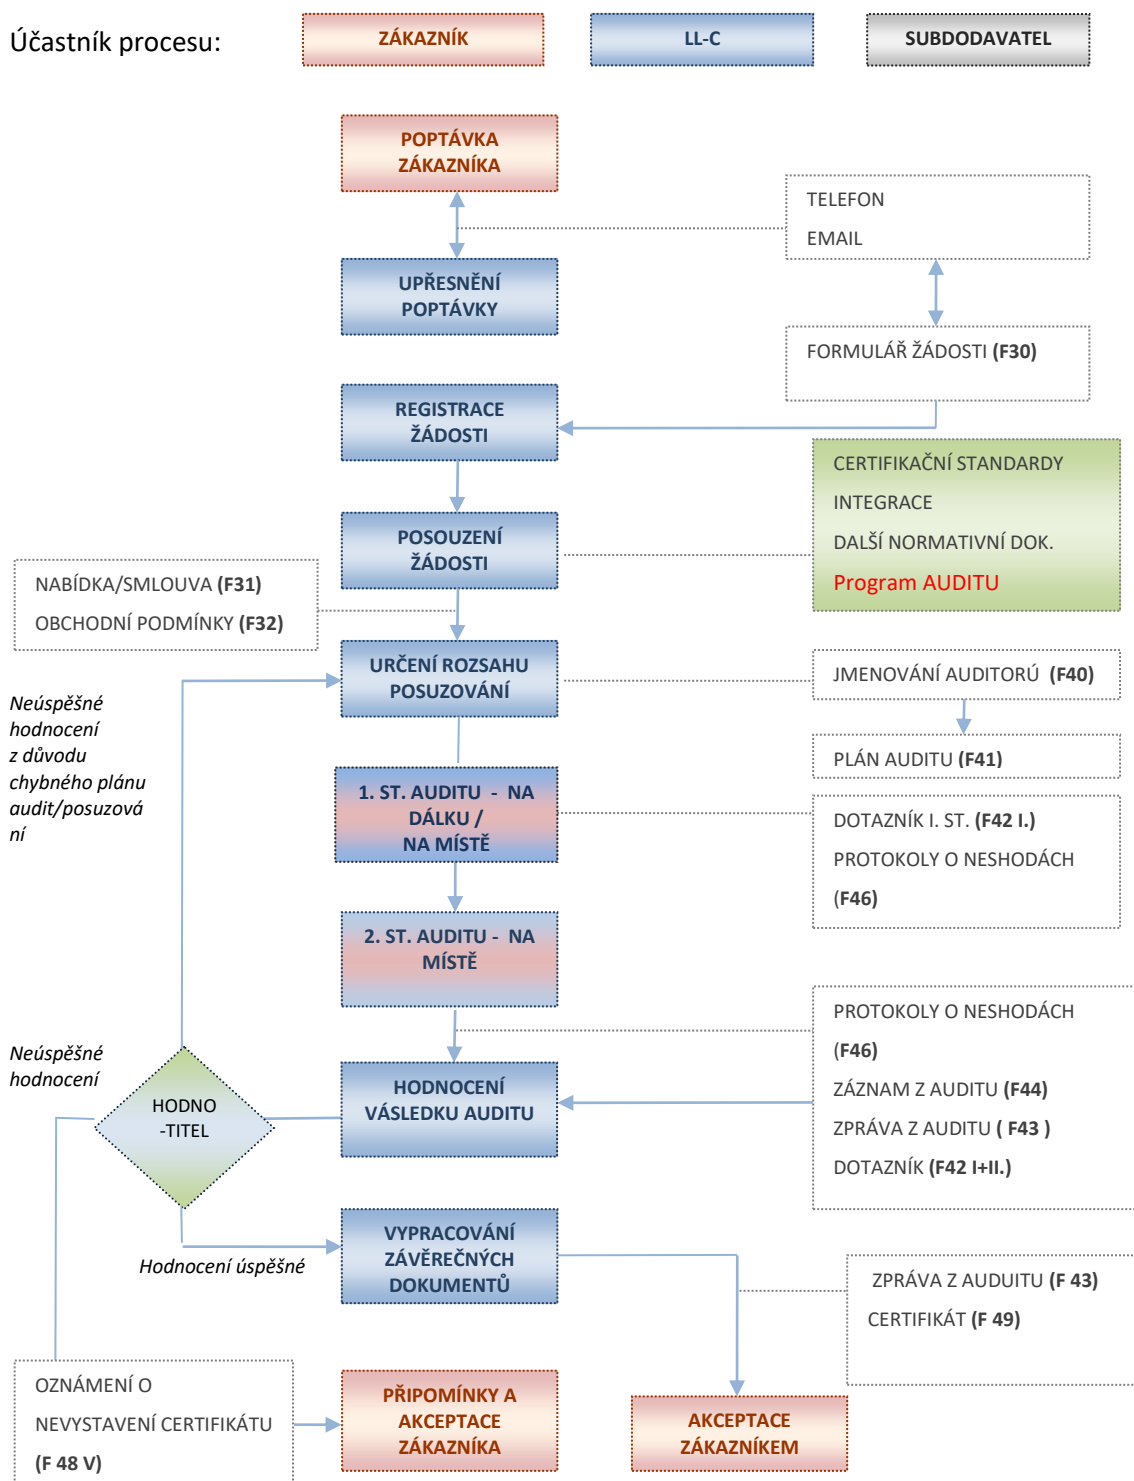 Účastník procesu:
ZÁKAZNÍK
LL-C
SUBDODAVATEL
POPTÁVKA
ZÁKAZNÍKA
TELEFON
EMAIL
UPŘESNĚNÍ
POPTÁVKY
FORMULÁŘ ŽÁDOSTI (F30)
REGISTRACE
ŽÁDOSTI
CERTIFIKAČNÍ STANDARDY
INTEGRACE
DALŠÍ NORMATIVNÍ DOK.
Program AUDITU
POSOUZENÍ
ŽÁDOSTI
NABÍDKA/SMLOUVA (F31)
OBCHODNÍ PODMÍNKY (F32)
URČENÍ ROZSAHU
POSUZOVÁNÍ
JMENOVÁNÍ AUDITORÚ (F40)
PLÁN AUDITU (F41)
Neúspěšné
hodnocení
z důvodu
chybného plánu
audit/posuzová
ní
1. ST. AUDITU - NA
DÁLKU /
NA MÍSTĚ
DOTAZNÍK I. ST. (F42 I.)
PROTOKOLY O NESHODÁCH
(F46)
2. ST. AUDITU - NA
MÍSTĚ
PROTOKOLY O NESHODÁCH
(F46)
ZÁZNAM Z AUDITU (F44)
ZPRÁVA Z AUDITU ( F43 )
DOTAZNÍK (F42 I+II.)
Neúspěšné
hodnocení
HODNO
-TITEL
HODNOCENÍ
VÁSLEDKU AUDITU
Hodnocení úspěšné
VYPRACOVÁNÍ
ZÁVĚREČNÝCH
DOKUMENTŮ
ZPRÁVA Z AUDUITU (F 43)
CERTIFIKÁT (F 49)
OZNÁMENÍ O
NEVYSTAVENÍ CERTIFIKÁTU
(F 48 V)
PŘIPOMÍNKY A
AKCEPTACE
ZÁKAZNÍKA
AKCEPTACE
ZÁKAZNÍKEM